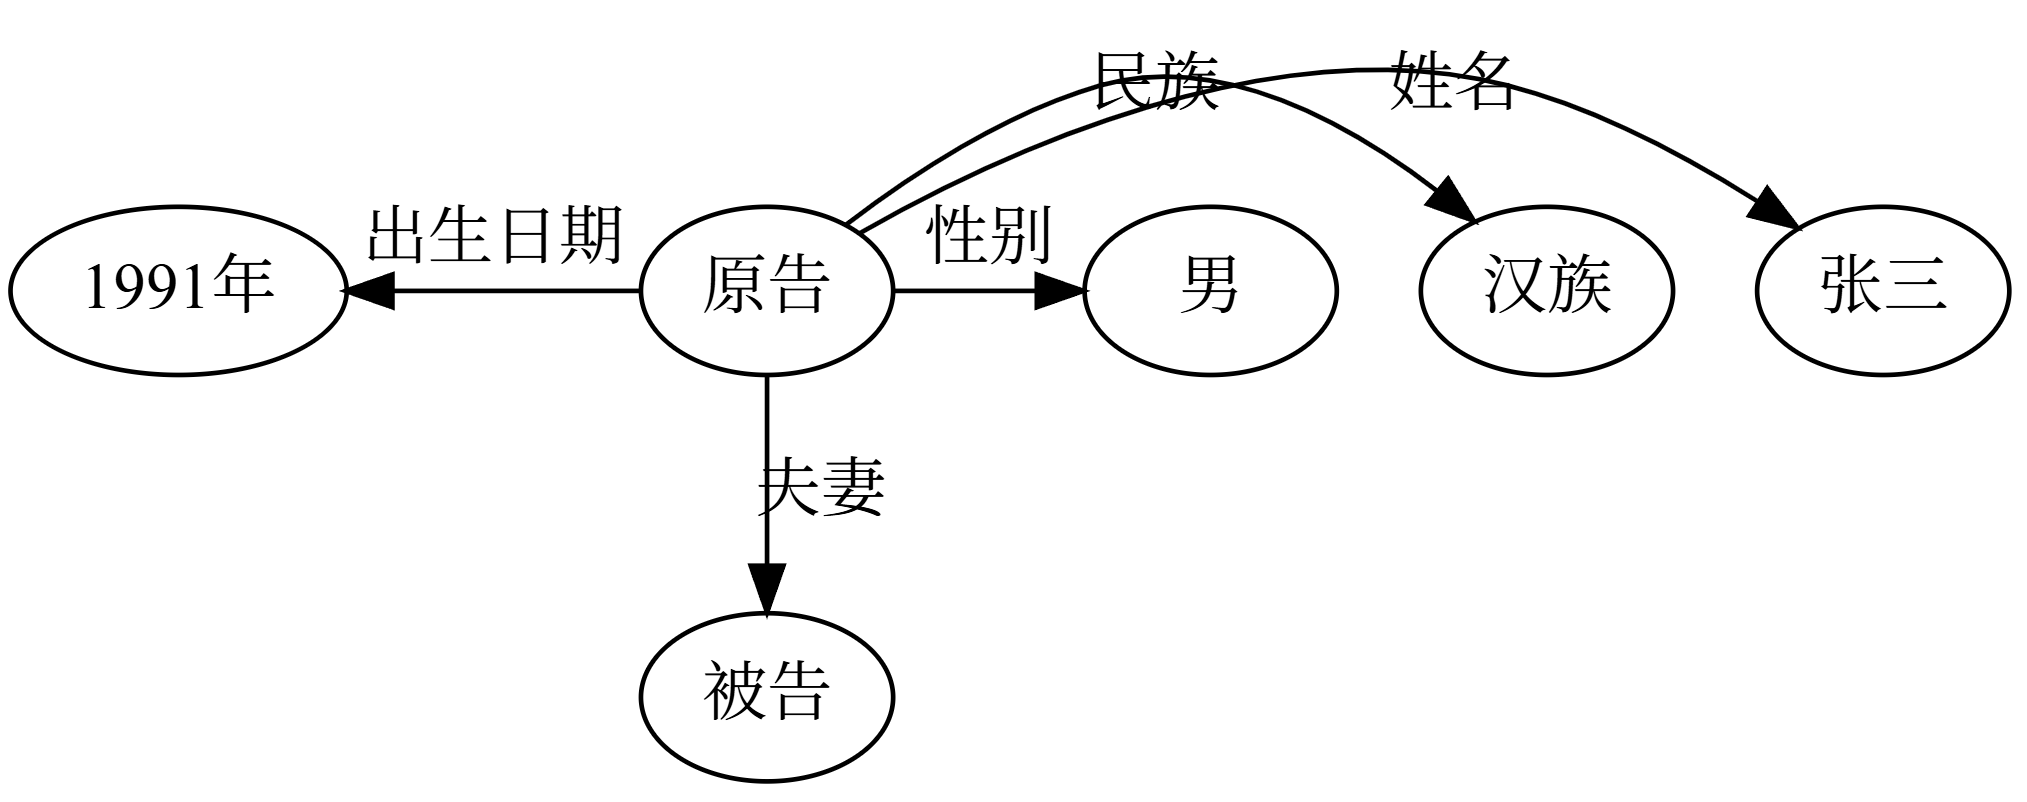 民族
姓名
出生日期
性别
1991年
原告
男
汉族
张三
夫妻
被告